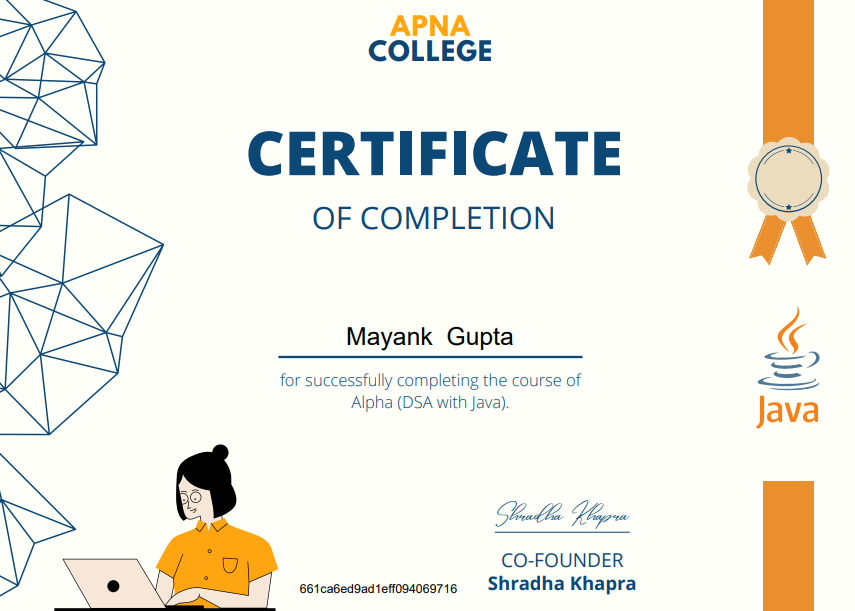 APNA
COLLEGE
CERTIFICATE
OF COMPLETION
Mayank Gupta
for successfully completing the course of
Alpha (DSA with Java).
Java
Shradha Khapra
CO-FOUNDER
Shradha Khapra
661ca6ed9ad1eff094069716